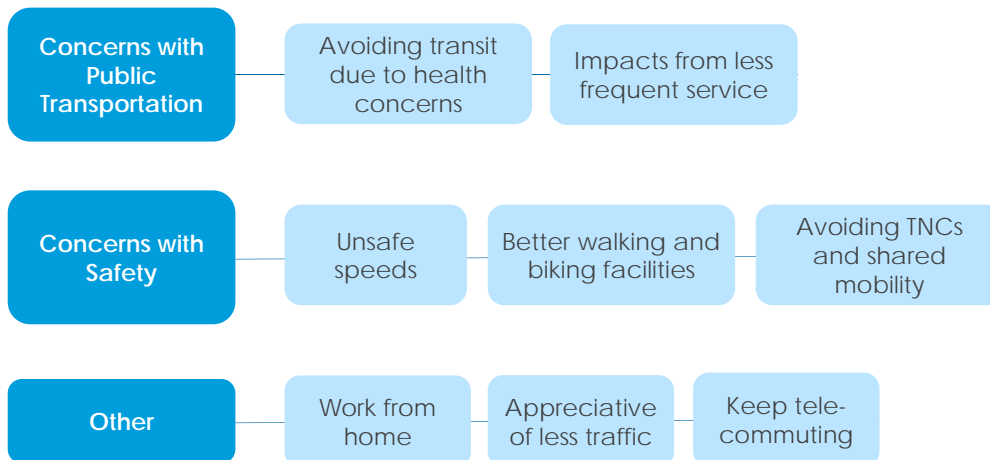 Concerns with
Public
Transportation
Avoiding transit
due to health
concerns
Impacts from less
frequent service
Concerns with
Safety
Unsafe
speeds
Better walking and
biking facilities
Avoiding TNCs
and shared
mobility
Other
Work from
home
Appreciative
of less traffic
Keep tele-
commuting